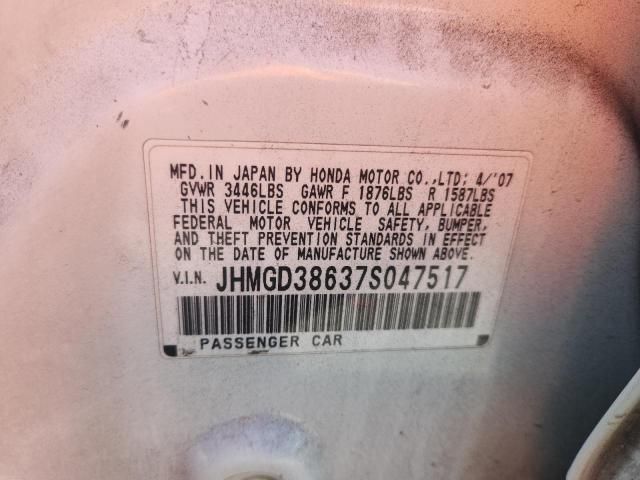 MFD. IN JAPAN BY HONDA MOTOR CO.,LTD; 4/'07
GVWR 3446LBS GAWR F 1876LBS R 1587LBS
THIS VEHICLE CONFORMS TO ALL APPLICABLE
FEDERAL MOTOR VEHICLE SAFETY, BUMPER,
AND THEFT PREVENTION STANDARDS IN EFFECT
ON THE DATE OF MANUFACTURE SHOWN ABOVE.
V.I.N. JHMGD38637S047517
PASSENGER CAR